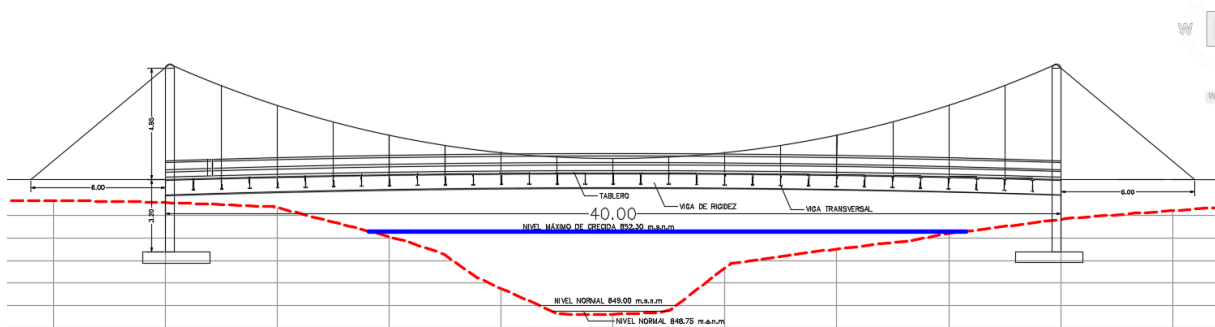 W
W
4.95
6.00
6.00
TABLERO
VIGA DE RIGIDEZ
VIGA TRANSVERSAL
3.20
40.00
NIVEL MÁXIMO DE CRECIDA 852.30 m.s.n.m
NIVEL NORMAL 849.00 m.s.n.m
NIVEL NORMAL 848.75 m.s.n.m